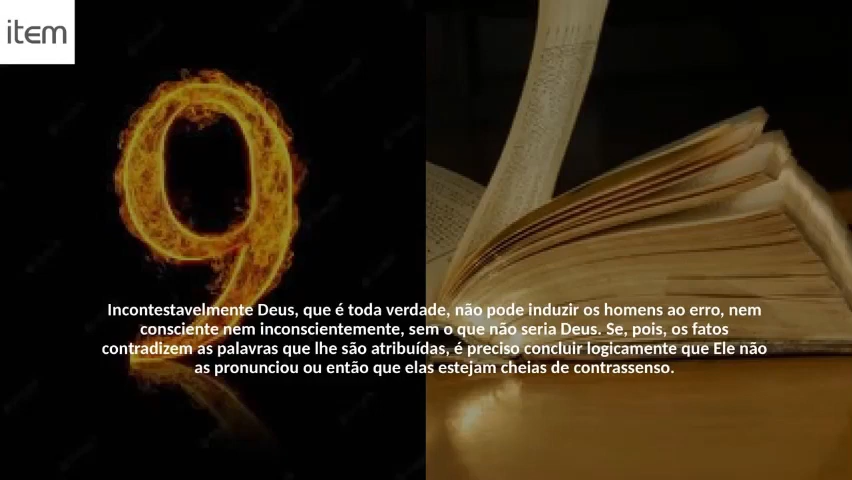 item
9
Incontestavelmente Deus, que é toda verdade, não pode induzir os homens ao erro, nem
consciente nem inconscientemente, sem o que não seria Deus. Se, pois, os fatos
contradizem as palavras que lhe são atribuídas, é preciso concluir logicamente que Ele não
as pronunciou ou então que elas estejam cheias de contrassenso.